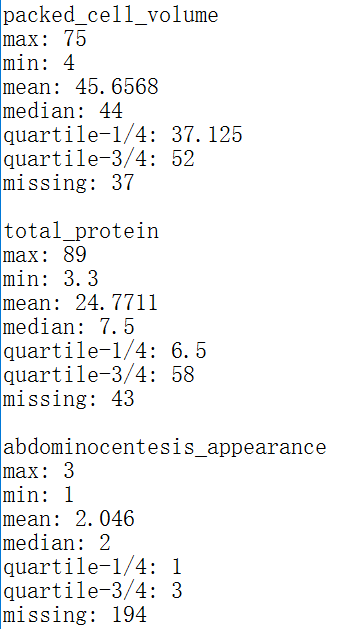 packed_cell_volume
max: 75
min: 4
mean: 45.6568
median: 44
quartile-1/4: 37.125
quartile-3/4: 52
missing: 37
total_protein
max: 89
min: 3.3
mean: 24.7711
median: 7.5
quartile-1/4: 6.5
quartile-3/4: 58
missing: 43
abdominocentesis_appearance
max: 3
min: 1
mean: 2.046
median: 2
quartile-1/4: 1
quartile-3/4: 3
missing: 194